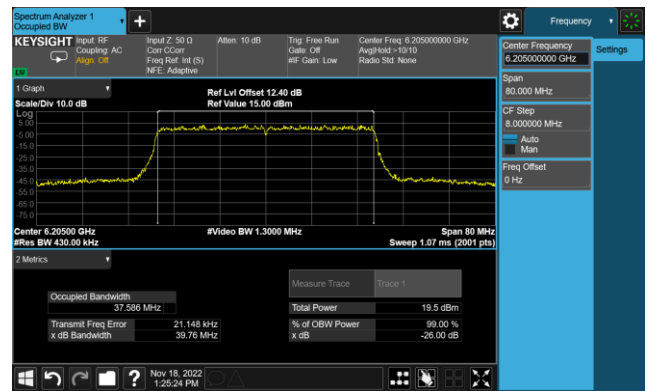 Spectrum Analyzer 1
Occupied BW
Frequency
KEYSIGHT
Input: RF
Coupling: AC
Align: Off
Input Z: 50 Ω
Corr CCorr
Freq Ref: Int (S)
NFE: Adaptive
Atten: 10 dB
Trig: Free Run
Gate: Off
#IF Gain: Low
Center Freq: 6.205000000 GHz
Avg|Hold:>10/10
Radio Std: None
Center Frequency
6.205000000 GHz
Settings
Span
80.000 MHz
CF Step
8.000000 MHz
Auto
Man
Freq Offset
0 Hz
1 Graph
Scale/Div 10.0 dB
Ref Lvl Offset 12.40 dB
Ref Value 15.00 dBm
Log
5.00
-5.00
-15.0
-25.0
-35.0
-45.0
-55.0
-65.0
-75.0
Center 6.20500 GHz
#Video BW 1.3000 MHz
Span 80 MHz
#Res BW 430.00 kHz
Sweep 1.07 ms (2001 pts)
2 Metrics
Measure Trace
Trace 1
Occupied Bandwidth
37.586 MHz
Total Power
19.5 dBm
Transmit Freq Error
21.148 kHz
% of OBW Power
99.00 %
x dB Bandwidth
39.76 MHz
x dB
-26.00 dB
?
Nov 18, 2022
1:25:24 PM